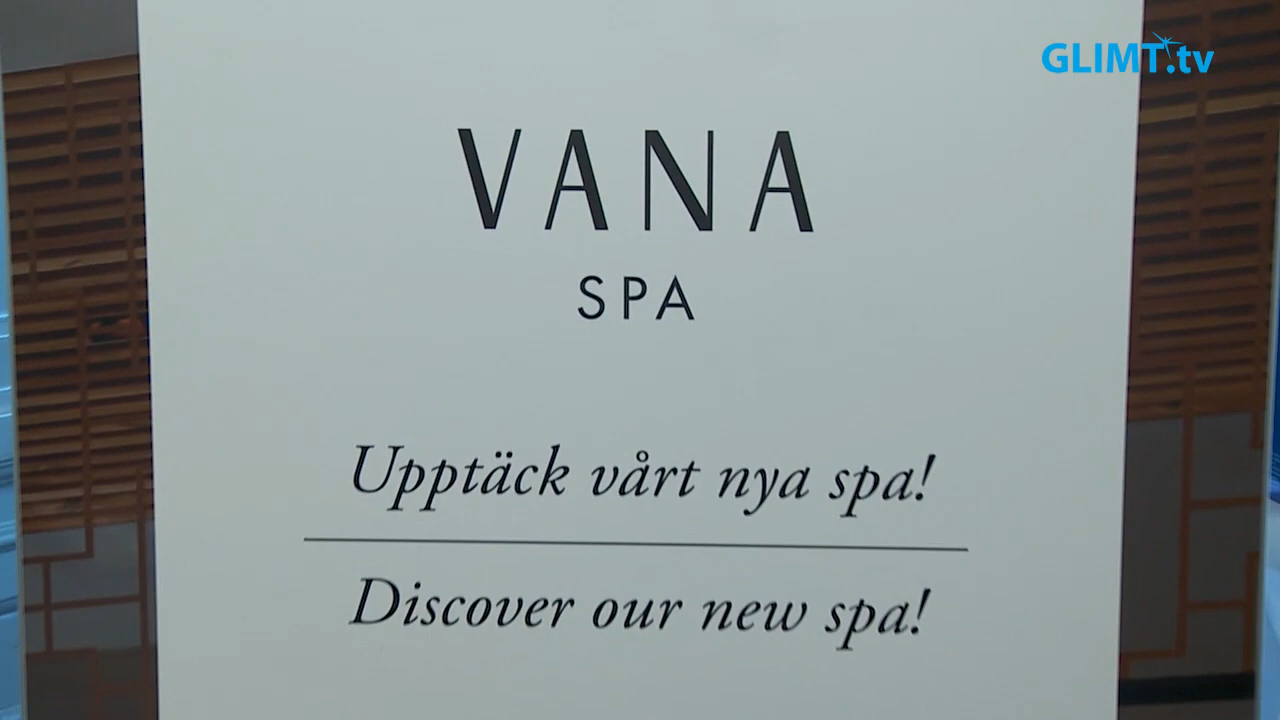 GLIMT.tv
VANA
SPA
Upptäck vårt nya spa!
Discover our new spa!